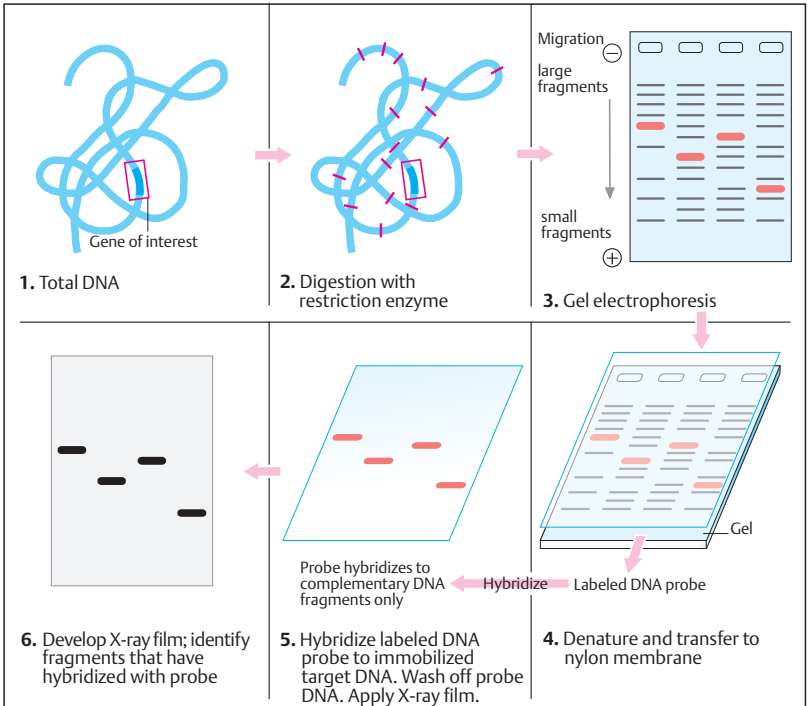 Gene of interest
1. Total DNA
2. Digestion with
restriction enzyme
Migration
−
large
fragments
small
fragments
+
3. Gel electrophoresis
Gel
Labeled DNA probe
4. Denature and transfer to
nylon membrane
Hybridize
Probe hybridizes to
complementary DNA
fragments only
5. Hybridize labeled DNA
probe to immobilized
target DNA. Wash off probe
DNA. Apply X-ray film.
6. Develop X-ray film; identify
fragments that have
hybridized with probe